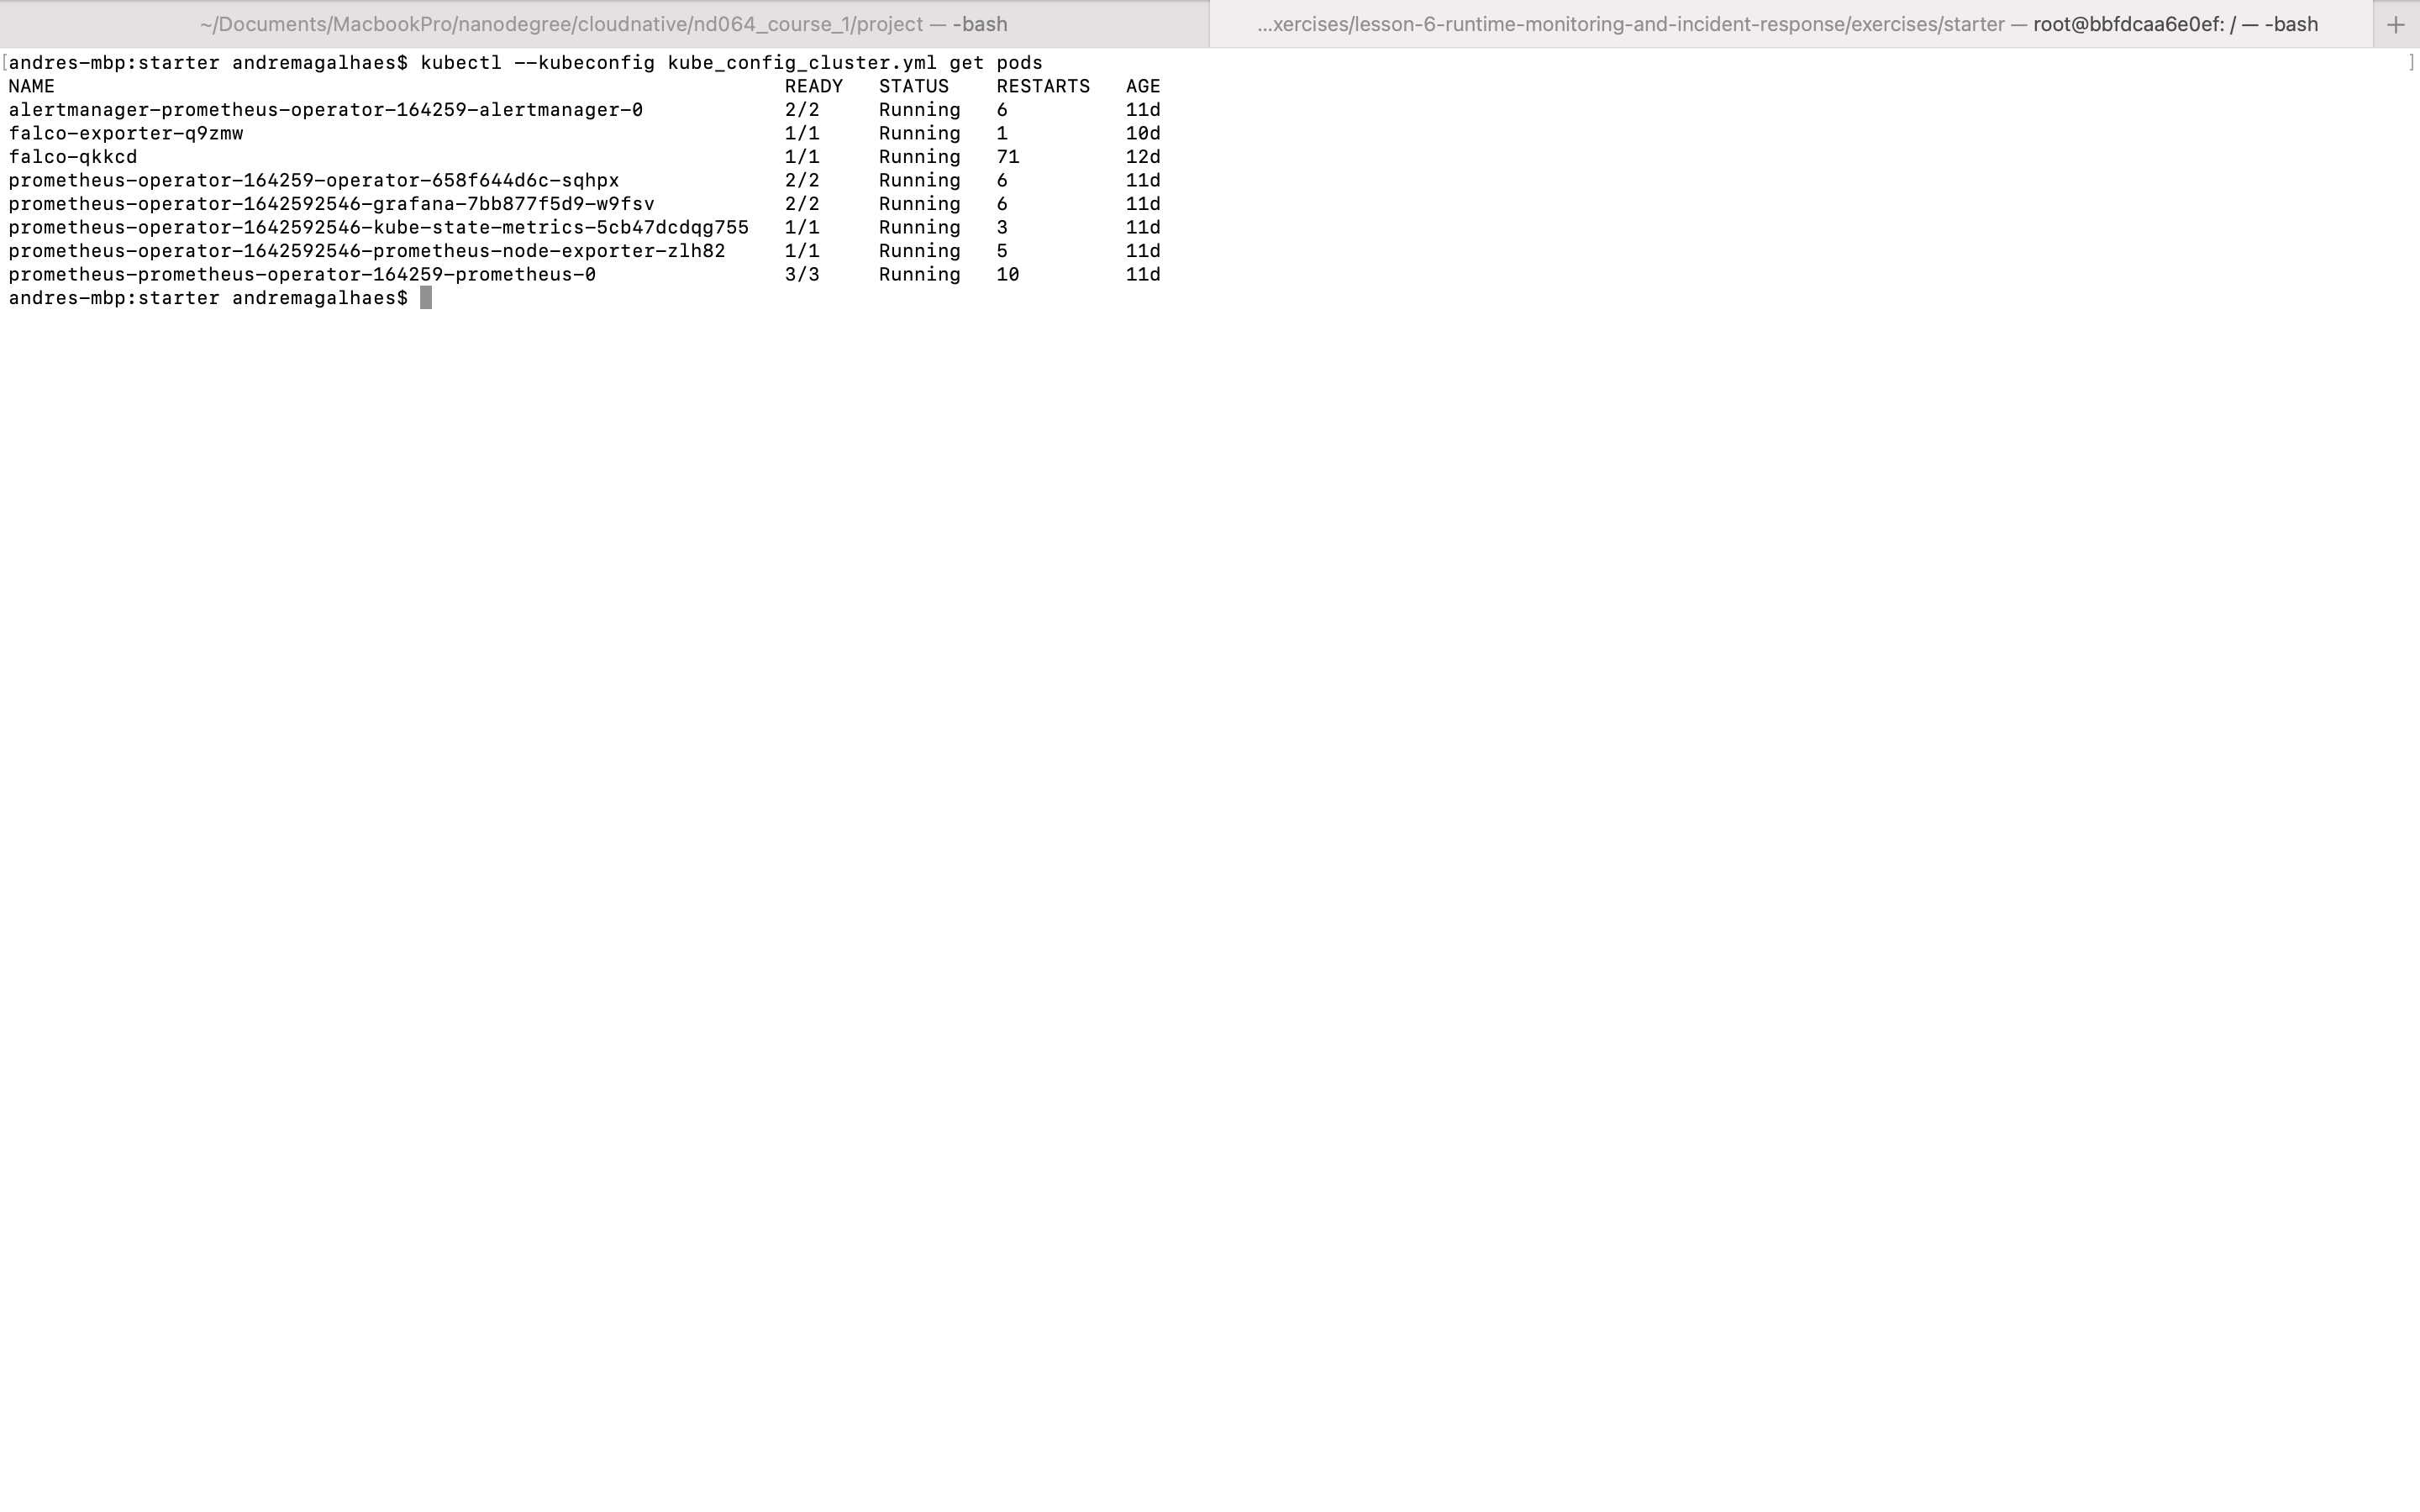 ~/Documents/MacbookPro/nanodegree/cloudnative/nd064_course_1/project — -bash
...xercises/lesson-6-runtime-monitoring-and-incident-response/exercises/starter — root@bbfdcaa6e0ef: / — -bash +
[andres-mbp:starter andremagalhaes$ kubectl --kubeconfig kube_config_cluster.yml get pods ]
NAME READY STATUS RESTARTS AGE
alertmanager-prometheus-operator-164259-alertmanager-0 2/2 Running 6 11d
falco-exporter-q9zmw 1/1 Running 1 10d
falco-qkkcd 1/1 Running 71 12d
prometheus-operator-164259-operator-658f644d6c-sqhpx 2/2 Running 6 11d
prometheus-operator-1642592546-grafana-7bb877f5d9-w9fsv 2/2 Running 6 11d
prometheus-operator-1642592546-kube-state-metrics-5cb47dcdqg755 1/1 Running 3 11d
prometheus-operator-1642592546-prometheus-node-exporter-zlh82 1/1 Running 5 11d
prometheus-prometheus-operator-164259-prometheus-0 3/3 Running 10 11d
andres-mbp:starter andremagalhaes$